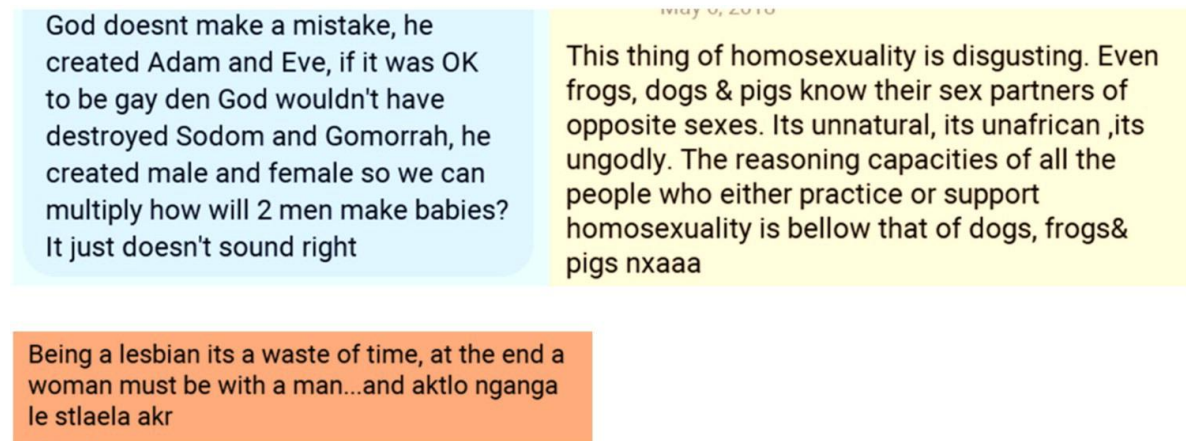 God doesnt make a mistake, he
created Adam and Eve, if it was OK
to be gay den God wouldn't have
destroyed Sodom and Gomorrah, he
created male and female so we can
multiply how will 2 men make babies?
It just doesn't sound right
This thing of homosexuality is disgusting. Even
frogs, dogs & pigs know their sex partners of
opposite sexes. Its unnatural, its unafrican ,its
ungodly. The reasoning capacities of all the
people who either practice or support
homosexuality is bellow that of dogs, frogs&
pigs nxaaa
Being a lesbian its a waste of time, at the end a
woman must be with a man...and aktlo nganga
le stlaela akr